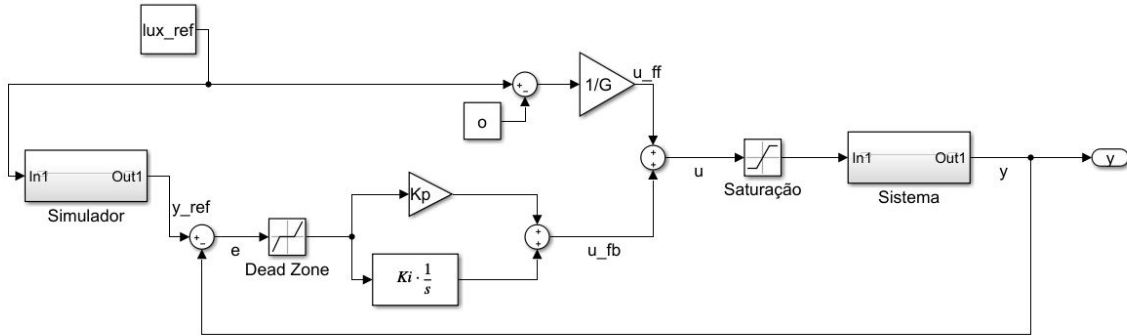 lux_ref
1/G
u_ff
+
-
o
In1
Out1
Simulador
y_ref
+
-
e
Dead Zone
Kp
Ki · 1/s
+
+
u_fb
+
+
u
Saturação
In1
Out1
Sistema
y
y